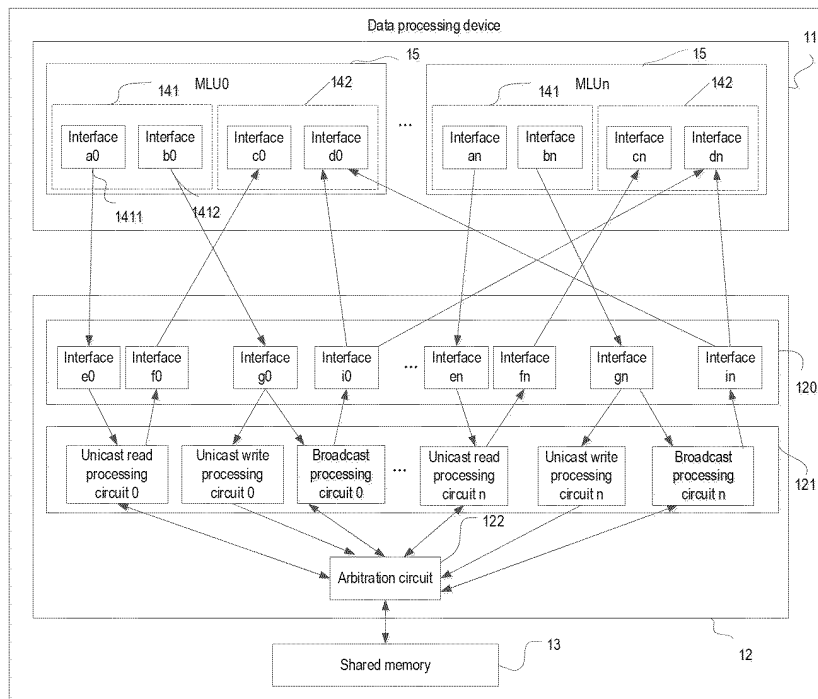 Data processing device
11
15
15
141
MLU0
142
141
MLUn
142
Interface
a0
Interface
b0
Interface
c0
Interface
d0
...
Interface
an
Interface
bn
Interface
cn
Interface
dn
1411
1412
Interface
e0
Interface
f0
Interface
g0
Interface
i0
...
Interface
en
Interface
fn
Interface
gn
Interface
in
120
Unicast read
processing
circuit 0
Unicast write
processing
circuit 0
Broadcast
processing
circuit 0
...
Unicast read
processing
circuit n
Unicast write
processing
circuit n
Broadcast
processing
circuit n
121
122
Arbitration circuit
12
13
Shared memory